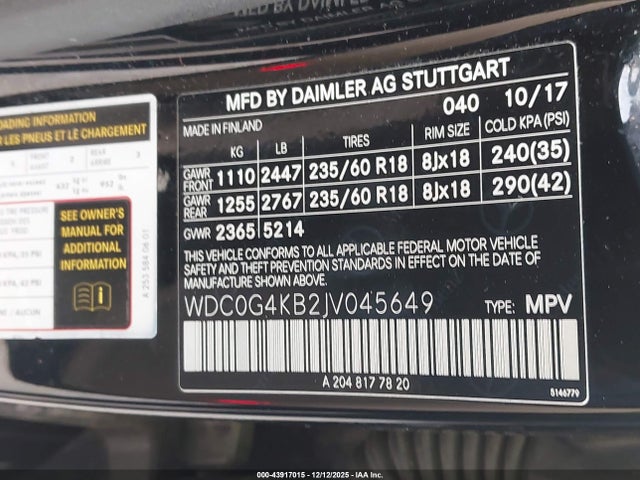 MFD BY DAIMLER AG STUTTGART
040 10/17
MADE IN FINLAND
KG LB TIRES RIM SIZE COLD KPA (PSI)
GAWR FRONT 1110 2447 235/60 R18 8Jx18 240(35)
GAWR REAR 1255 2767 235/60 R18 8Jx18 290(42)
GVWR 2365 5214
THIS VEHICLE CONFORMS TO ALL APPLICABLE FEDERAL MOTOR VEHICLE
SAFETY STANDARDS IN EFFECT ON THE DATE OF
MANUFACTURE SHOWN ABOVE.
WDC0G4KB2JV045649 TYPE: MPV
A 204 817 78 20
5146779
LOADING INFORMATION
LES PNEUS ET LE CHARGEMENT
SEE OWNER'S
MANUAL FOR
ADDITIONAL
INFORMATION
A 253 584 06 01
000-43917015 - 12/12/2025 - IAA Inc.